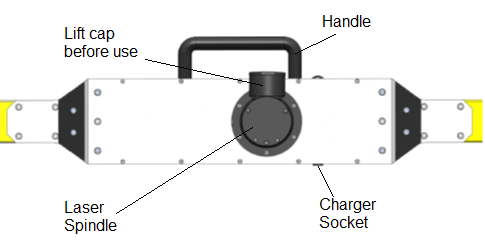 Lift cap
before use
Handle
Laser
Spindle
Charger
Socket